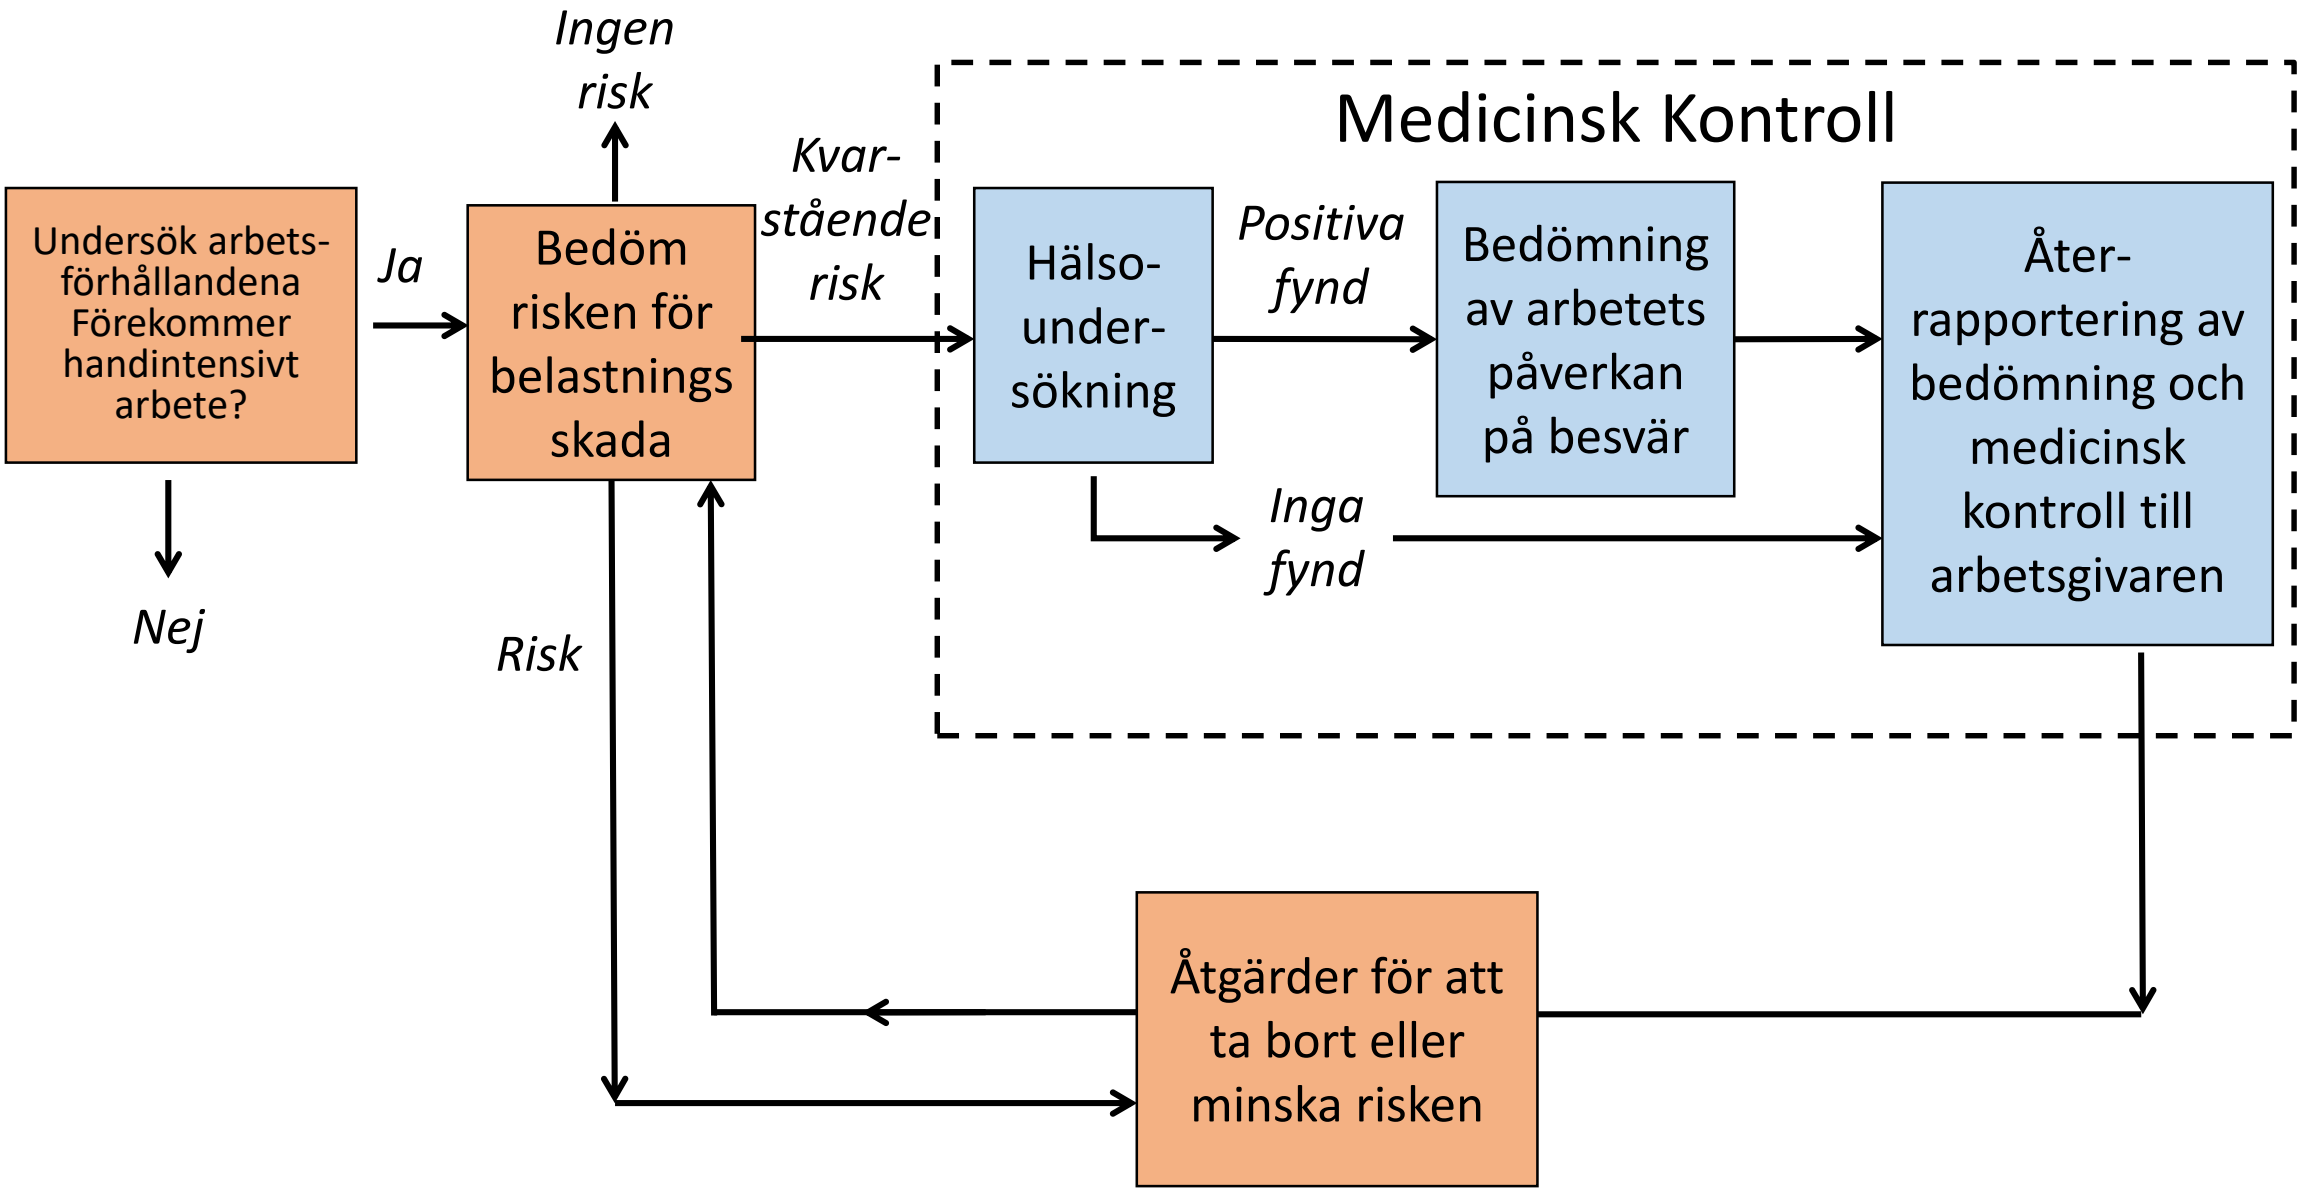 Ingen
risk
Medicinsk Kontroll
Undersök arbets-
förhållandena
Förekommer
handintensivt
arbete?
Ja
Nej
Bedöm
risken för
belastnings
skada
Kvar-
stående
risk
Hälso-
under-
sökning
Positiva
fynd
Bedömning
av arbetets
påverkan
på besvär
Åter-
rapportering av
bedömning och
medicinsk
kontroll till
arbetsgivaren
Inga
fynd
Risk
Åtgärder för att
ta bort eller
minska risken